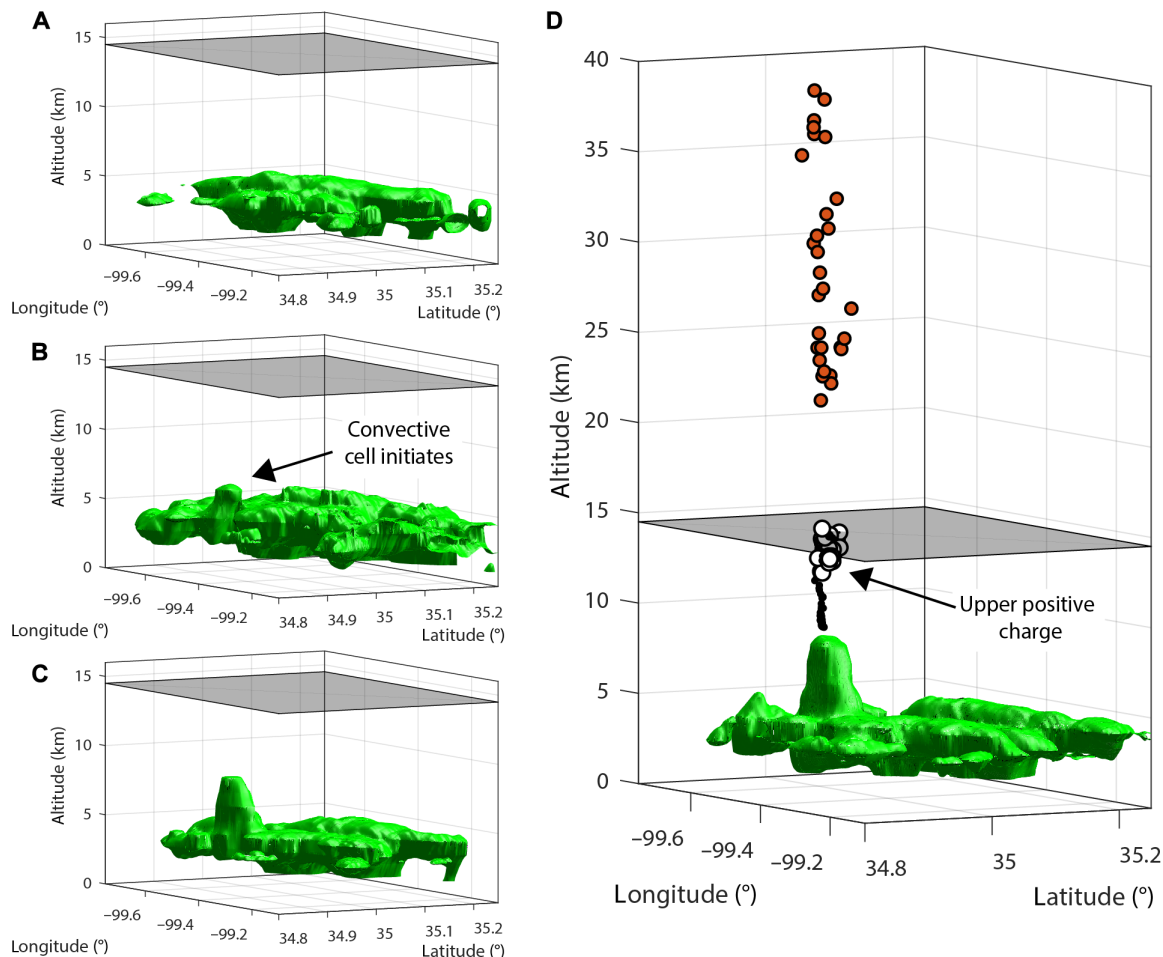 A
15
10
5
0
Altitude (km)
−99.6
−99.4
−99.2
34.8
34.9
35
35.1
35.2
Longitude (°)
Latitude (°)
B
15
10
5
0
Altitude (km)
Convective
cell initiates
−99.6
−99.4
−99.2
34.8
34.9
35
35.1
35.2
Longitude (°)
Latitude (°)
C
15
10
5
0
Altitude (km)
−99.6
−99.4
−99.2
34.8
34.9
35
35.1
35.2
Longitude (°)
Latitude (°)
D
40
35
30
25
20
15
10
5
0
Altitude (km)
Upper positive
charge
−99.6
−99.4
−99.2
34.8
35
35.2
Longitude (°)
Latitude (°)